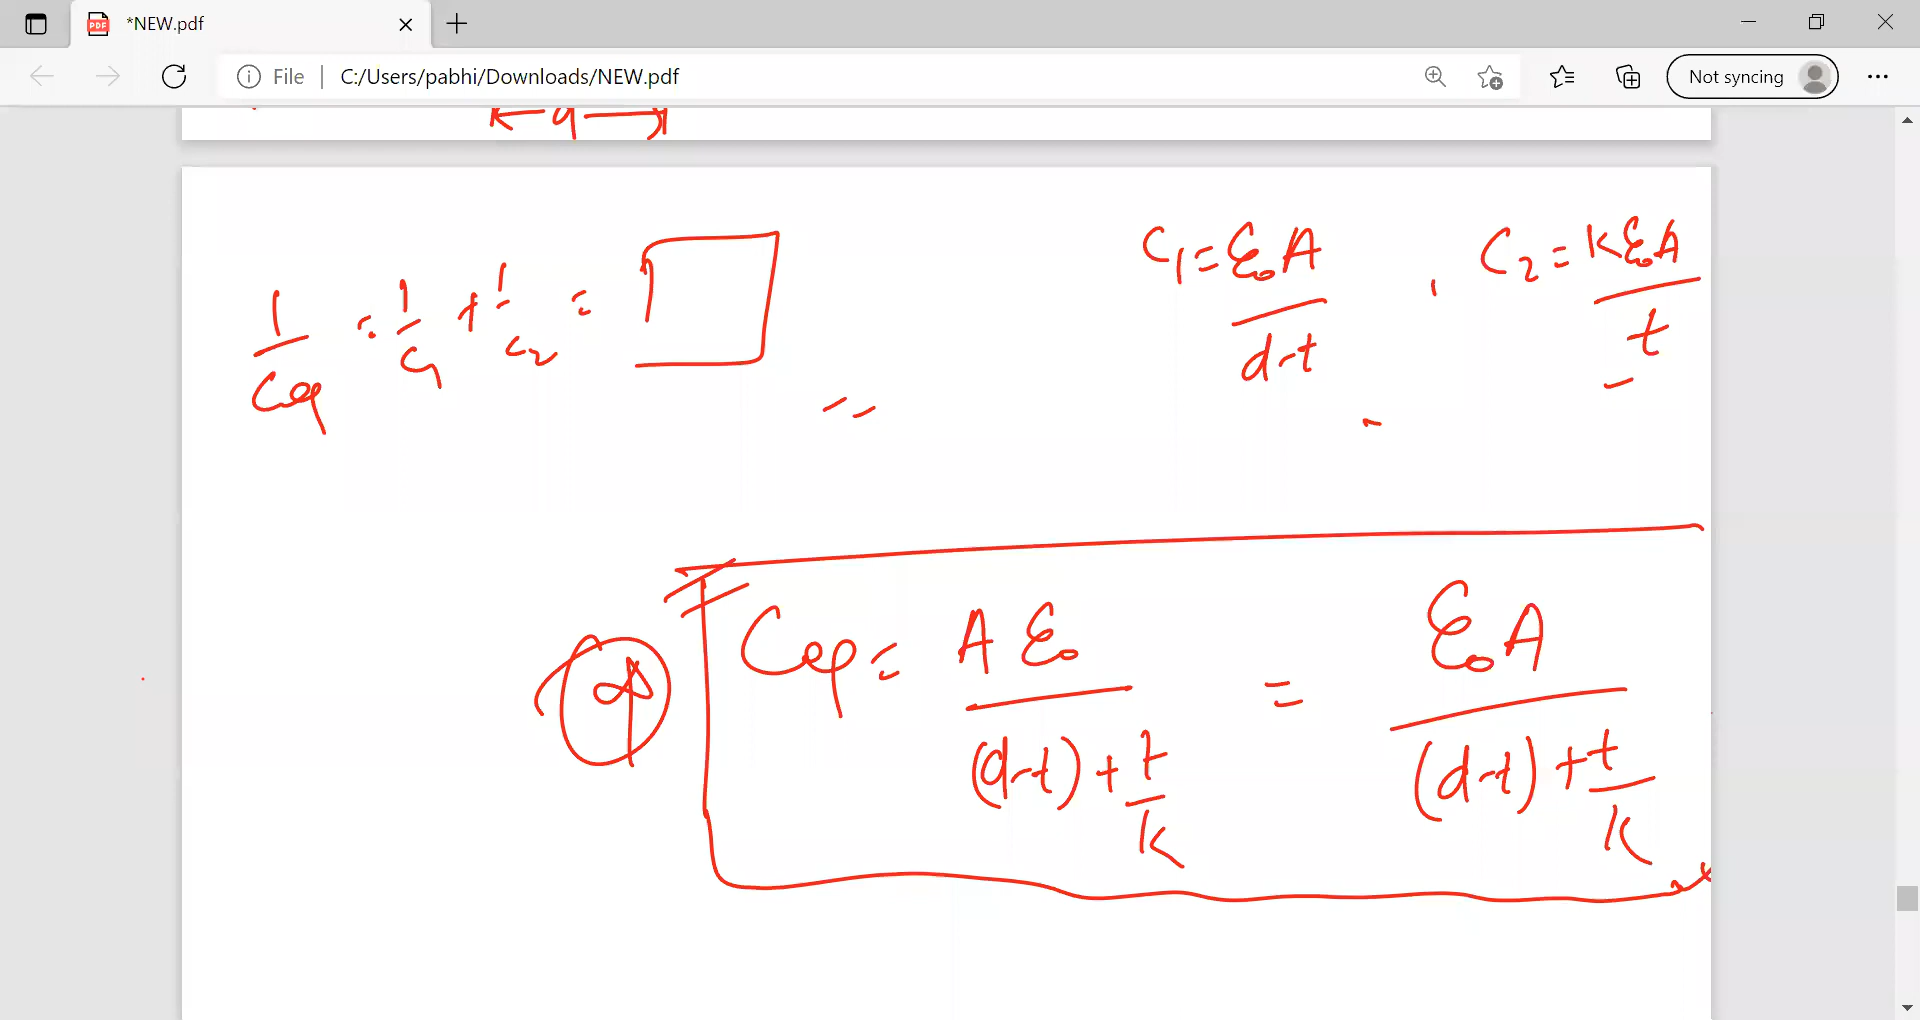 *NEW.pdf
File | C:/Users/pabhi/Downloads/NEW.pdf Not syncing
d
1/Ceq = 1/C₁ + 1/C₂ =
C₁ = ε₀A/d-t , C₂ = kε₀A/t
Ceq = Aε₀/(d-t)+t/k = ε₀A/(d-t)+t/k